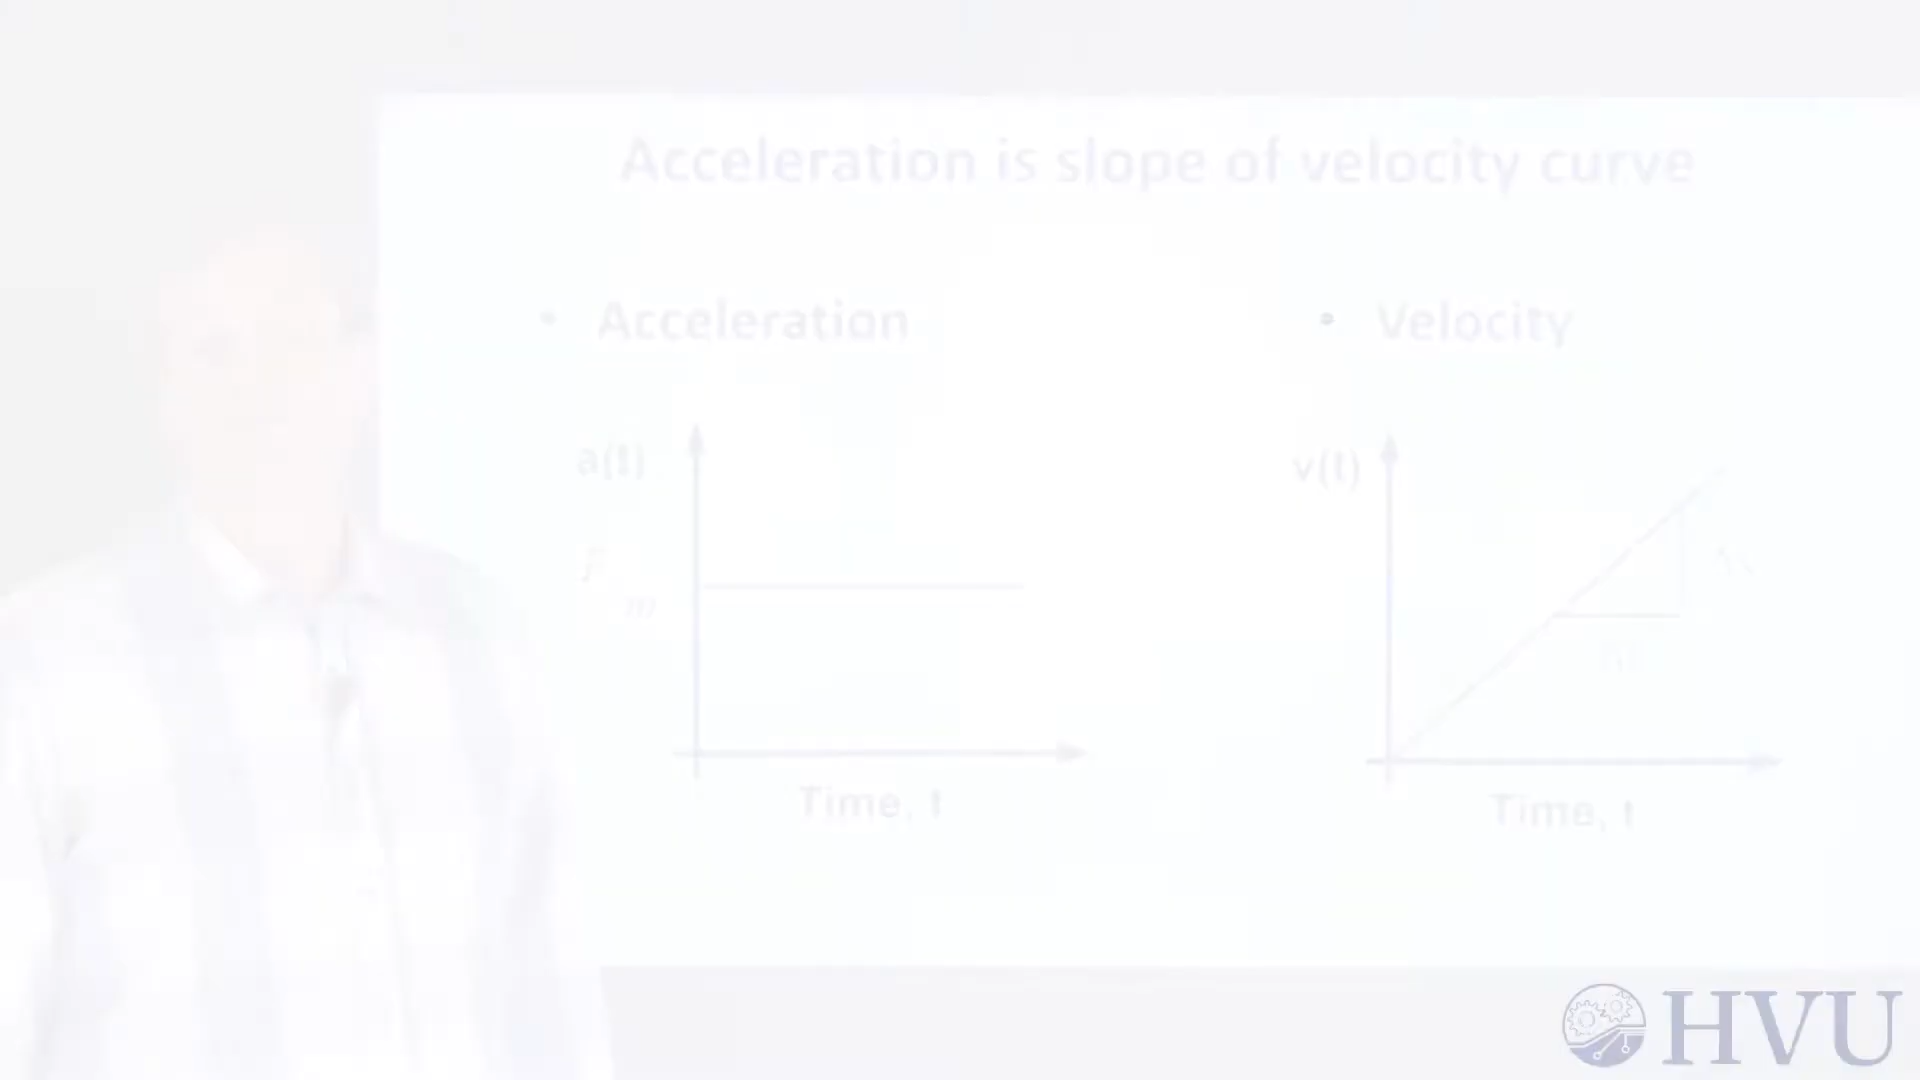 Acceleration is slope of velocity curve
• Acceleration
• Velocity
a(t)
v(t)
F
m
Time, t
Time, t
HVU